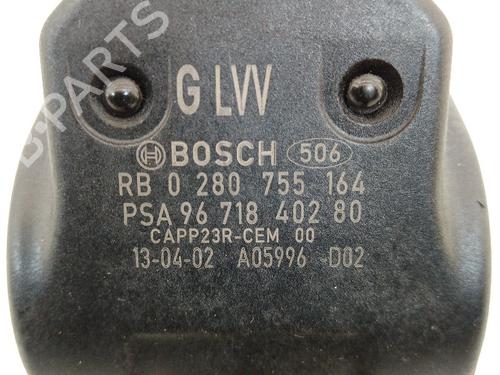 B-PARTS
G LVV
BOSCH 506
RB 0 280 755 164
PSA 96 718 402 80
CAPP23R-CEM 00
13-04-02 A05996 D02